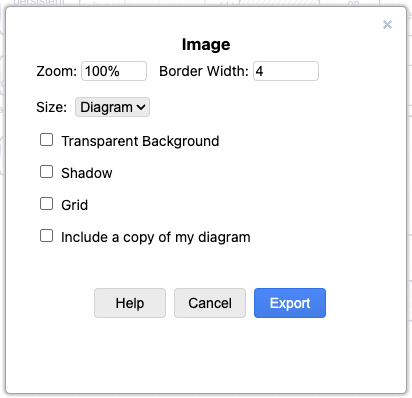 persistent
×
Image
Zoom: 100% Border Width: 4
Size: Diagram
Transparent Background
Shadow
Grid
Include a copy of my diagram
Help Cancel Export